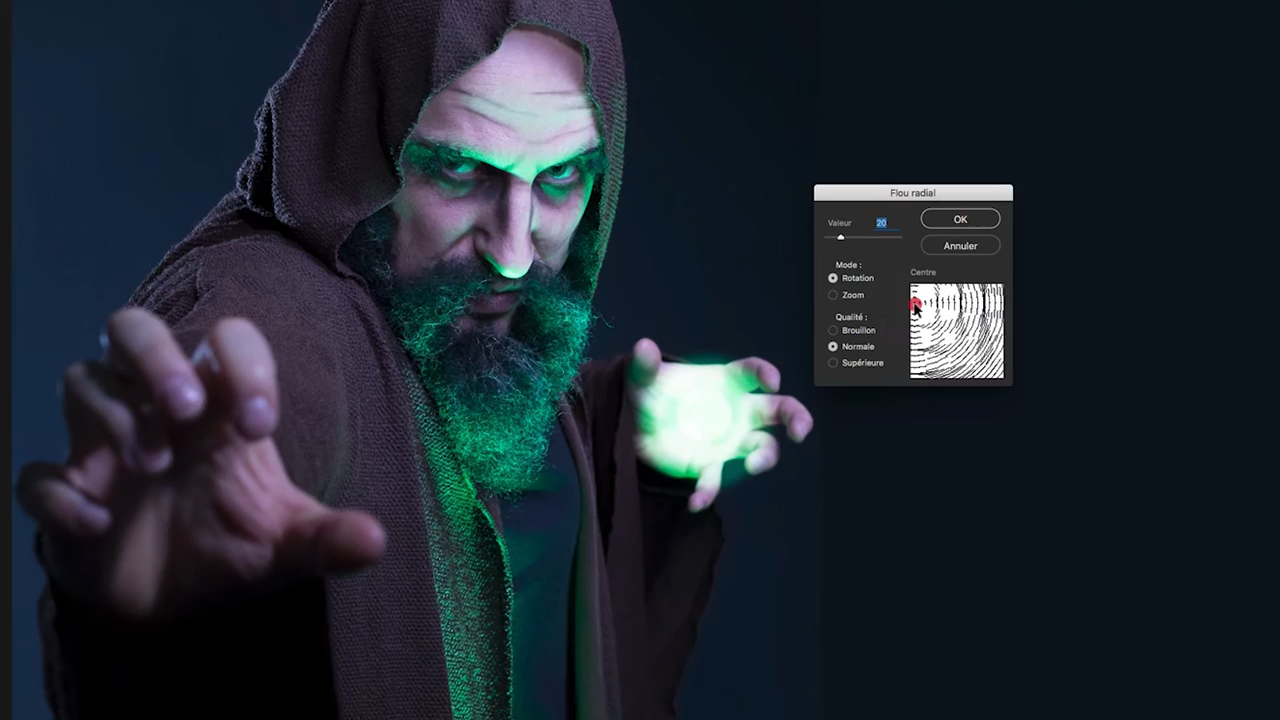 Flou radial
Valeur 20
OK
Annuler
Mode :
Rotation
Zoom
Centre
Qualité :
Brouillon
Normale
Supérieure